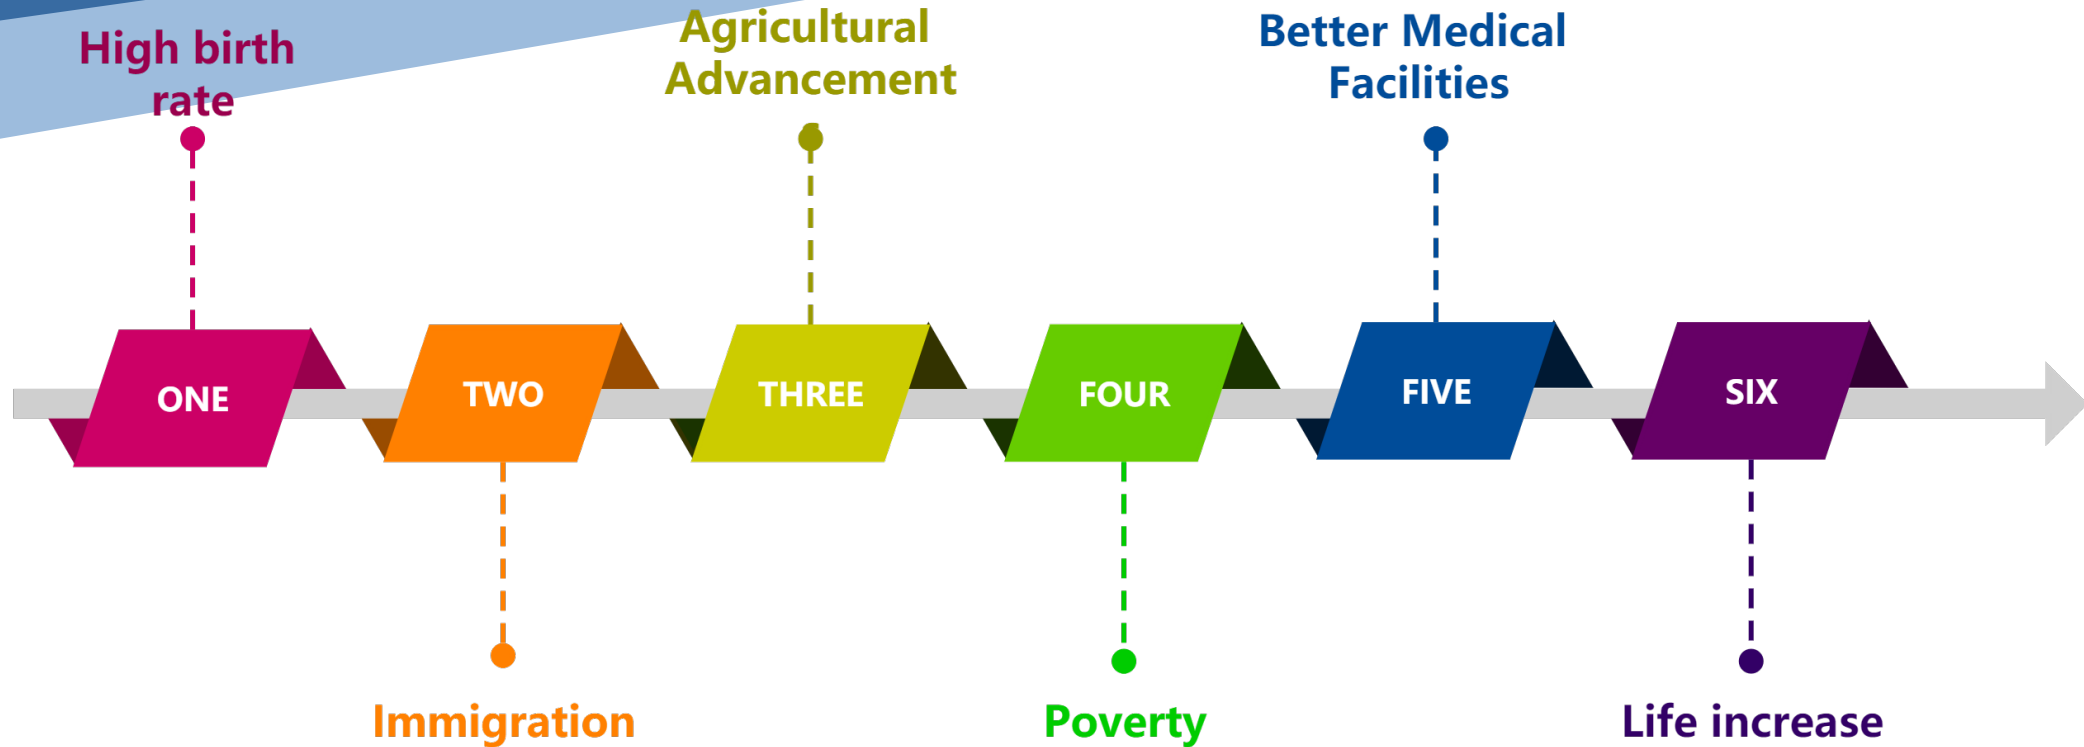 High birth
rate
Agricultural
Advancement
Better Medical
Facilities
ONE
TWO
THREE
FOUR
FIVE
SIX
Immigration
Poverty
Life increase